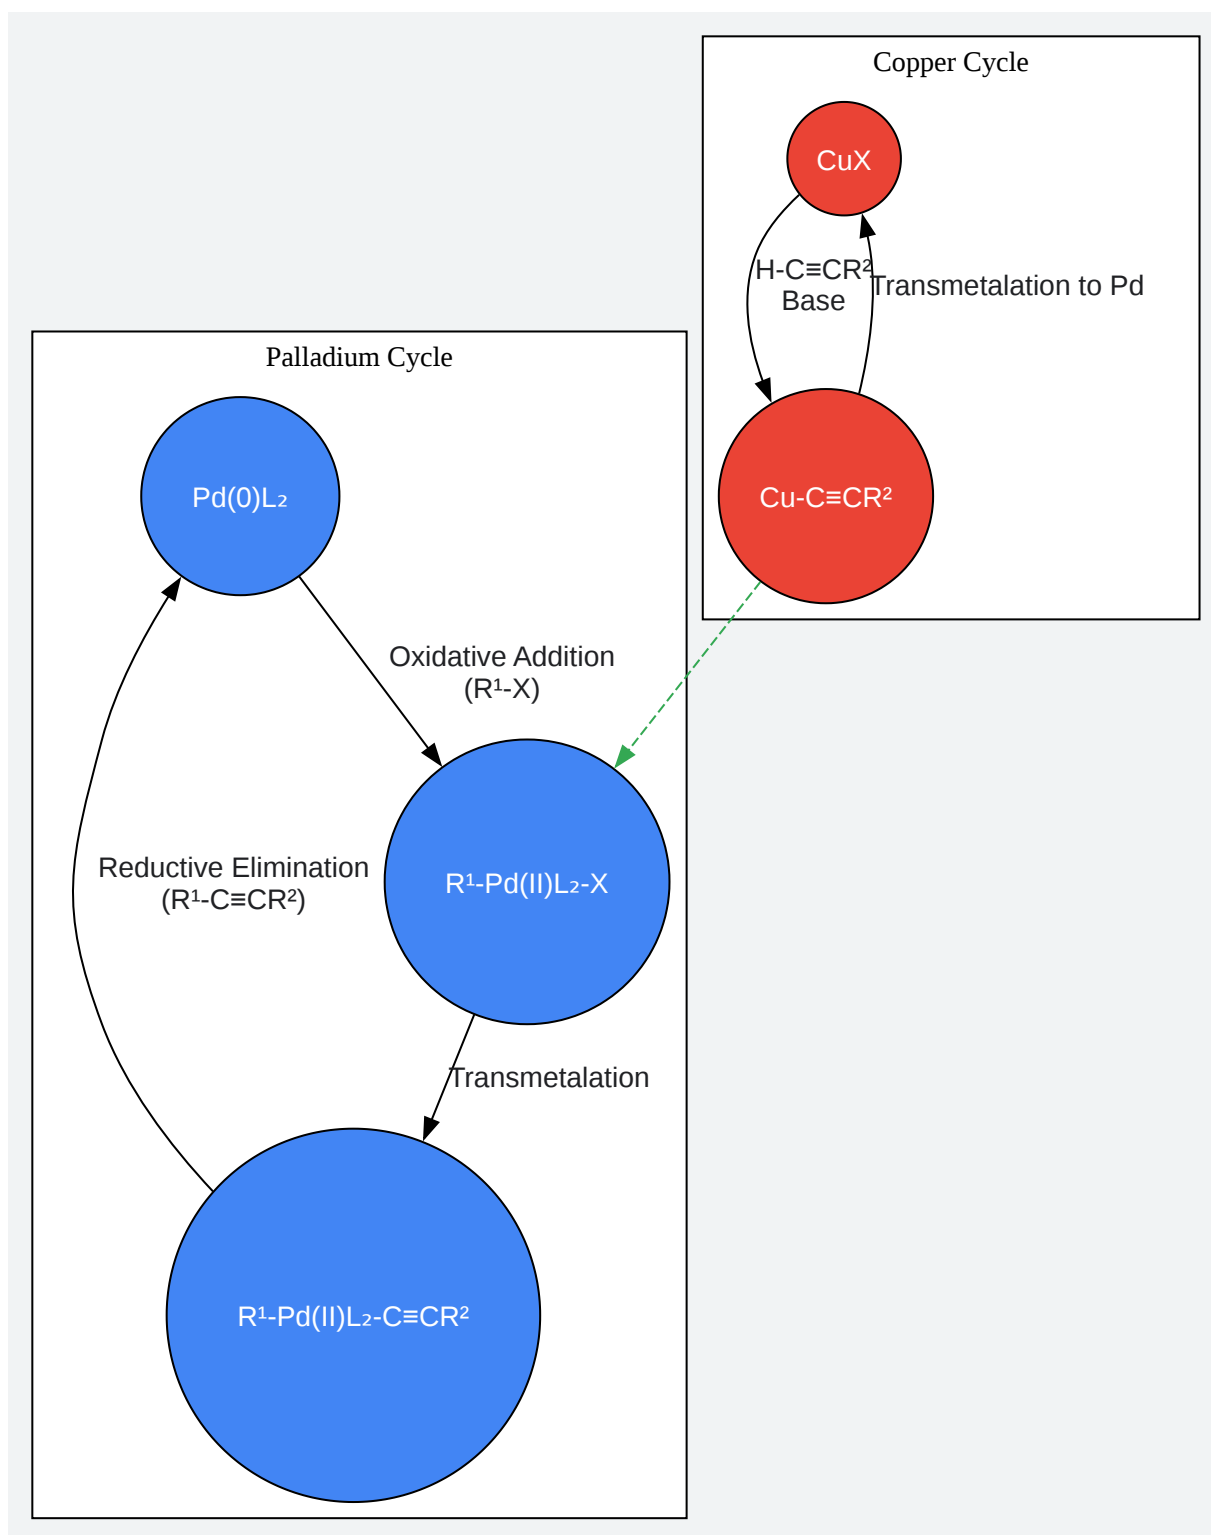 Copper Cycle
CuX
H-C≡CR²
Base
Transmetalation to Pd
Cu-C≡CR²
Palladium Cycle
Pd(0)L₂
Oxidative Addition
(R¹-X)
R¹-Pd(II)L₂-X
Reductive Elimination
(R¹-C≡CR²)
Transmetalation
R¹-Pd(II)L₂-C≡CR²